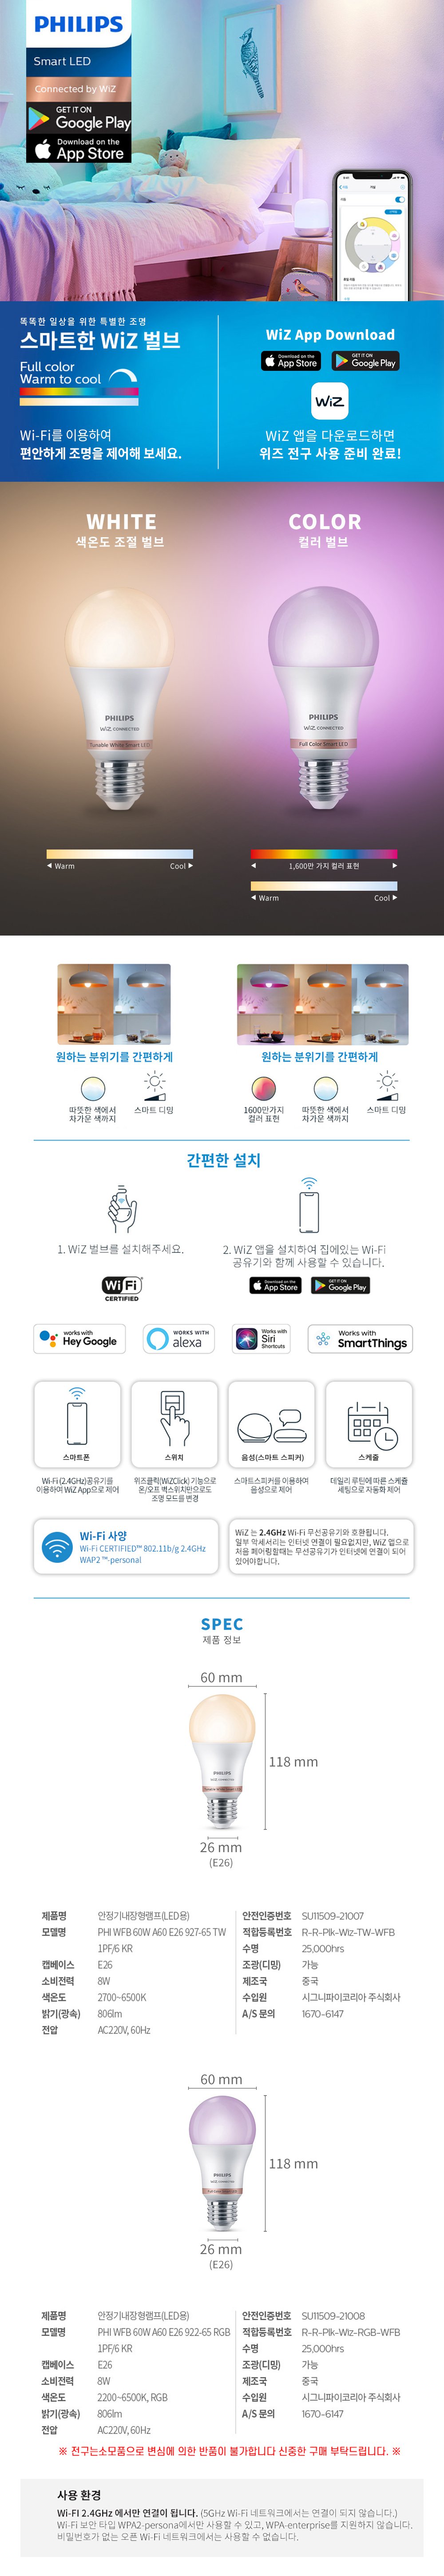 PHILIPS
Smart LED
Connected by WiZ
GET IT ON
Google Play
Download on the
App Store
똑똑한 일상을 위한 특별한 조명
스마트한 WiZ 벌브
Full color
Warm to cool
Wi-Fi를 이용하여
편안하게 조명을 제어해 보세요.
WiZ App Download
Download on the
App Store
GET IT ON
Google Play
WiZ
WiZ 앱을 다운로드하면
위즈 전구 사용 준비 완료!
WHITE
색온도 조절 벌브
COLOR
컬러 벌브
PHILIPS
WiZ CONNECTED
Tunable White Smart LED
PHILIPS
WiZ CONNECTED
Full Color Smart LED
◀ Warm
Cool ▶
◀ 1,600만 가지 컬러 표현 ▶
◀ Warm
Cool ▶
원하는 분위기를 간편하게
원하는 분위기를 간편하게
따뜻한 색에서
차가운 색까지
스마트 디밍
1600만가지
컬러 표현
따뜻한 색에서
차가운 색까지
스마트 디밍
간편한 설치
1. WiZ 벌브를 설치해주세요.
2. WiZ 앱을 설치하여 집에있는 Wi-Fi
공유기와 함께 사용할 수 있습니다.
Wi Fi
CERTIFIED
Download on the
App Store
GET IT ON
Google Play
works with
Hey Google
WORKS WITH
alexa
Works with
Siri
Shortcuts
Works with
SmartThings
스마트폰
스위치
음성(스마트 스피커)
스케줄
Wi-Fi (2.4GHz)공유기를
이용하여 WiZ App으로 제어
위즈클릭(WiZClick) 기능으로
온/오프 벽스위치만으로도
조명 모드를 변경
스마트스피커를 이용하여
음성으로 제어
데일리 루틴에 따른 스케쥴
세팅으로 자동화 제어
Wi-Fi 사양
Wi-Fi CERTIFIED™ 802.11b/g 2.4GHz
WAP2 ™-personal
WiZ 는 2.4GHz Wi-Fi 무선공유기와 호환됩니다.
일부 악세서리는 인터넷 연결이 필요없지만, WiZ 앱으로
처음 페어링할때는 무선공유기가 인터넷에 연결이 되어
있어야합니다.
SPEC
제품 정보
60 mm
PHILIPS
118 mm
26 mm
(E26)
제품명 안정기내장형램프(LED용)
모델명 PHI WFB 60W A60 E26 927-65 TW
1PF/6 KR
캡베이스 E26
소비전력 8W
색온도 2700~6500K
밝기(광속) 806lm
전압 AC220V, 60Hz
안전인증번호 SU11509-21007
적합등록번호 R-R-Plk-Wiz-TW-WFB
수명 25,000hrs
조광(디밍) 가능
제조국 중국
수입원 시그니파이코리아 주식회사
A/S 문의 1670-6147
60 mm
PHILIPS
118 mm
26 mm
(E26)
제품명 안정기내장형램프(LED용)
모델명 PHI WFB 60W A60 E26 922-65 RGB
1PF/6 KR
캡베이스 E26
소비전력 8W
색온도 2200~6500K, RGB
밝기(광속) 806lm
전압 AC220V, 60Hz
안전인증번호 SU11509-21008
적합등록번호 R-R-Plk-Wiz-RGB-WFB
수명 25,000hrs
조광(디밍) 가능
제조국 중국
수입원 시그니파이코리아 주식회사
A/S 문의 1670-6147
※ 전구는소모품으로 변심에 의한 반품이 불가합니다 신중한 구매 부탁드립니다. ※
사용 환경
Wi-FI 2.4GHz 에서만 연결이 됩니다. (5GHz Wi-Fi 네트워크에서는 연결이 되지 않습니다.)
Wi-Fi 보안 타입 WPA2-persona에서만 사용할 수 있고, WPA-enterprise를 지원하지 않습니다.
비밀번호가 없는 오픈 Wi-Fi 네트워크에서는 사용할 수 없습니다.